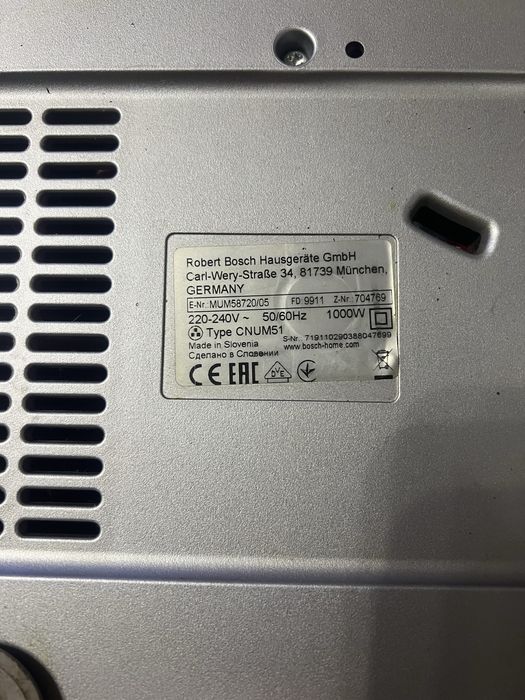 Robert Bosch Hausgeräte GmbH
Carl-Wery-Straße 34, 81739 München,
GERMANY
E-Nr. MUM58720/05 FD 9911 Z-Nr. 704769
220-240V ~ 50/60Hz 1000W
Type CNUM51
S-Nr. 719110290388047699
Made in Slovenia www.bosch-home.com
Сделано в Словении
CE EAC DVE